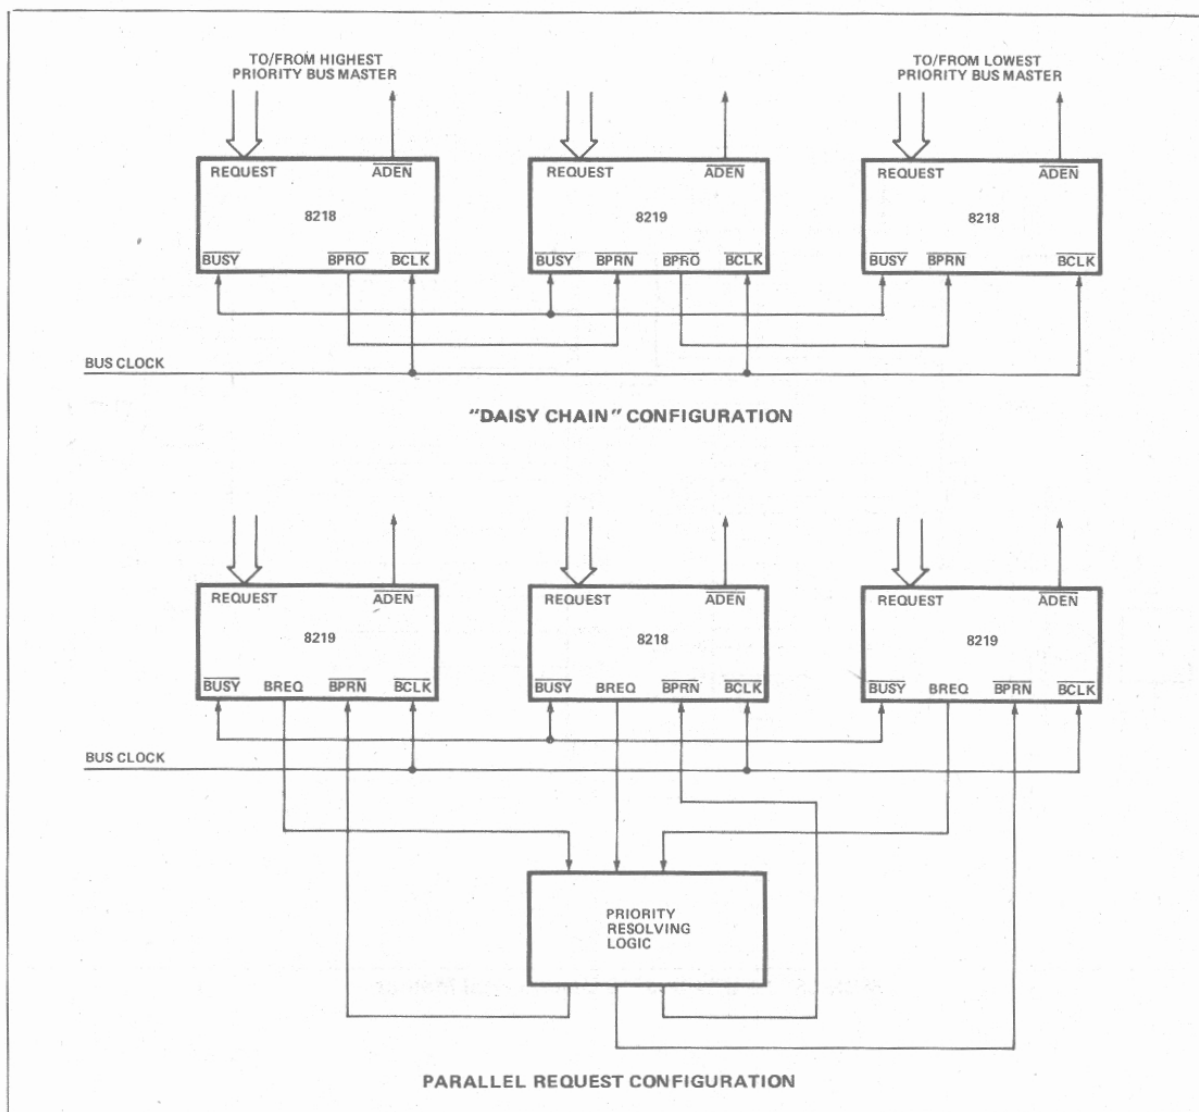 TO/FROM HIGHEST
PRIORITY BUS MASTER
TO/FROM LOWEST
PRIORITY BUS MASTER
REQUEST ADEN
8218
BUSY BPRO BCLK
REQUEST ADEN
8219
BUSY BPRN BPRO BCLK
REQUEST ADEN
8218
BUSY BPRN BCLK
BUS CLOCK
"DAISY CHAIN" CONFIGURATION
REQUEST ADEN
8219
BUSY BREQ BPRN BCLK
REQUEST ADEN
8218
BUSY BREQ BPRN BCLK
REQUEST ADEN
8219
BUSY BREQ BPRN BCLK
BUS CLOCK
PRIORITY
RESOLVING
LOGIC
PARALLEL REQUEST CONFIGURATION